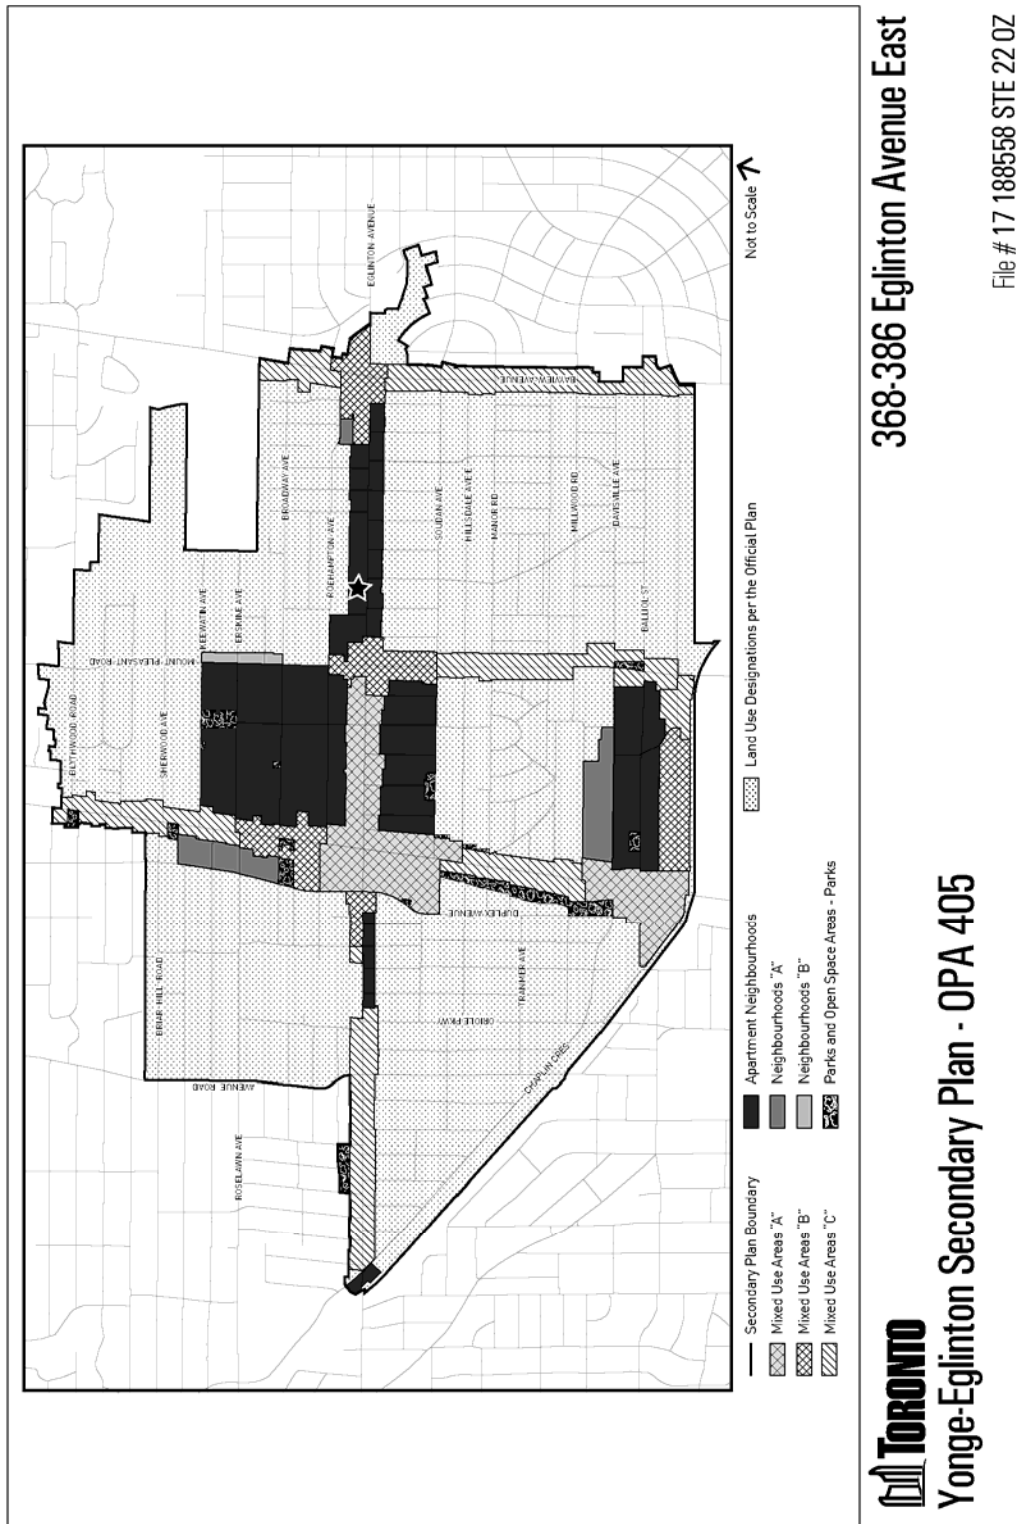 EGLINTON AVENUE
BLYTHWOOD ROAD
SHERWOOD AVE
MOUNT PLEASANT ROAD
KEEWATIN AVE
ERSKINE AVE
BROADWAY AVE
ROEHAMPTON AVE
BAYVIEW AVENUE
SOUDAN AVE
HILLSDALE AVE E
MANOR RD
MILLWOOD RD
DAVISVILLE AVE
BALLIOL ST
BRIAR HILL ROAD
AVENUE ROAD
ROSELAWN AVE
DUPLEX AVENUE
TRANMER AVE
ORIOLE PKWY
CHAPLIN CRES
Secondary Plan Boundary
Mixed Use Areas "A"
Mixed Use Areas "B"
Mixed Use Areas "C"
Apartment Neighbourhoods
Neighbourhoods "A"
Neighbourhoods "B"
Parks and Open Space Areas - Parks
Land Use Designations per the Official Plan
Not to Scale
TORONTO
Yonge-Eglinton Secondary Plan - OPA 405
368-386 Eglinton Avenue East
File # 17 188558 STE 22 OZ